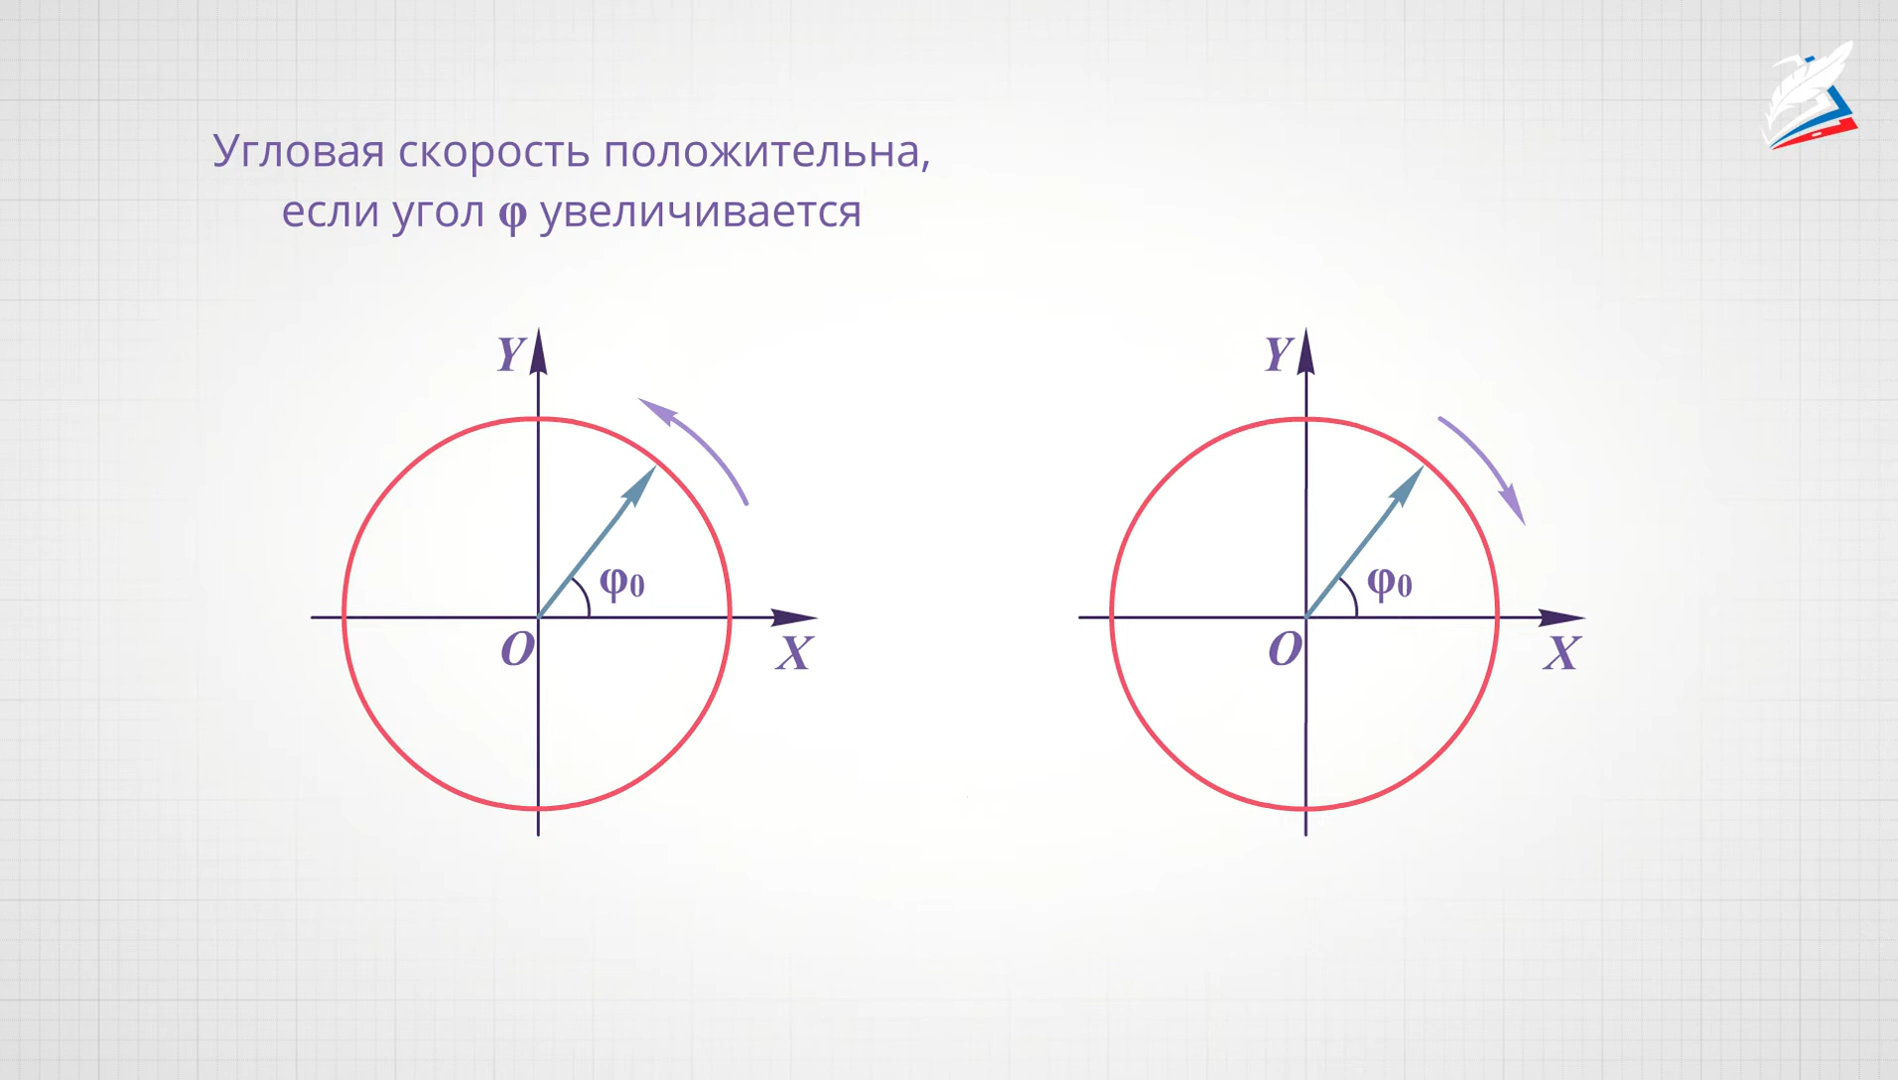 Угловая скорость положительна,
если угол φ увеличивается
Y
φ0
O
X
Y
φ0
O
X